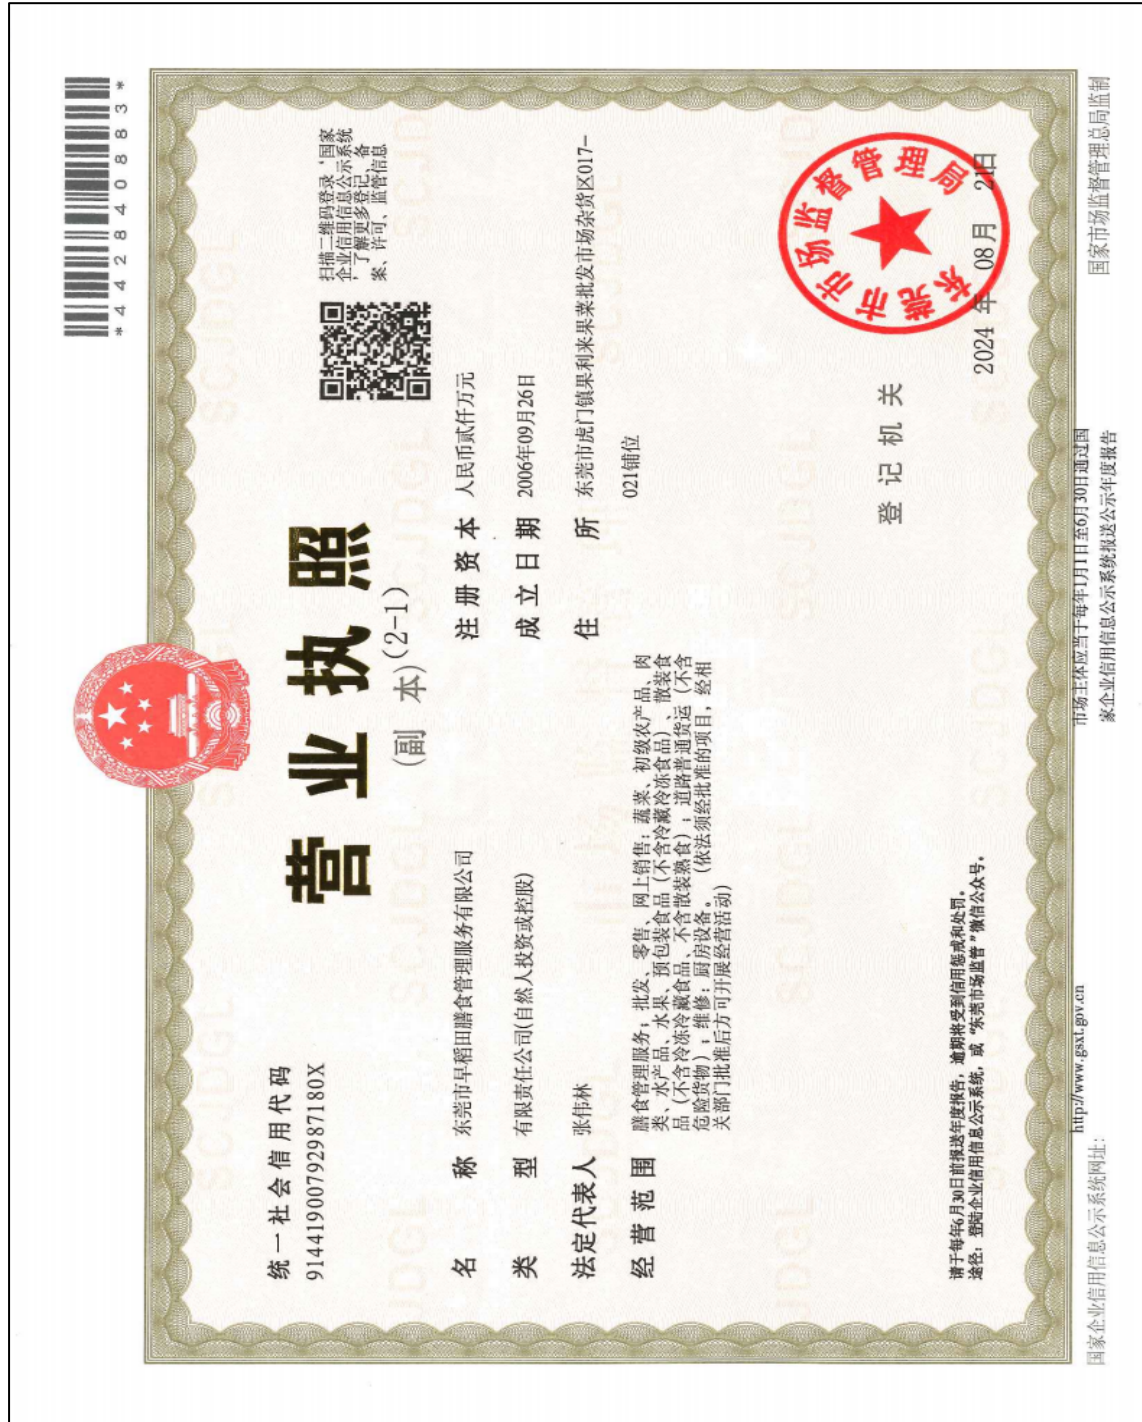 *4428408883*
统一社会信用代码
91441900792987180X
营业执照
(副 本)(2-1)
扫描二维码登录‘国家
企业信用信息公示系统
’了解更多登记、备
案、许可、监管信息
名 称 东莞市早稻田膳食管理服务有限公司
类 型 有限责任公司(自然人投资或控股)
法定代表人 张伟林
经营范围 膳食管理服务；批发、零售、网上销售：蔬菜、初级农产品、肉
类、水产品、水果、预包装食品（不含冷藏冷冻食品）、散装食
品（不含冷冻冷藏食品、不含散装熟食）；道路普通货运（不含
危险货物）；维修：厨房设备。（依法须经批准的项目，经相
关部门批准后方可开展经营活动）
注册资本 人民币贰仟万元
成立日期 2006年09月26日
住 所 东莞市虎门镇果利来果菜批发市场杂货区017-
021铺位
登记机关
东莞市市场监督管理局
2024 年 08月 21日
请于每年6月30日前报送年度报告，逾期将受到信用惩戒和处罚。
途径：登陆企业信用信息公示系统，或“东莞市场监管”微信公众号。
国家企业信用信息公示系统网址：
http://www.gsxt.gov.cn
市场主体应当于每年1月1日至6月30日通过国
家企业信用信息公示系统报送公示年度报告
国家市场监督管理总局监制